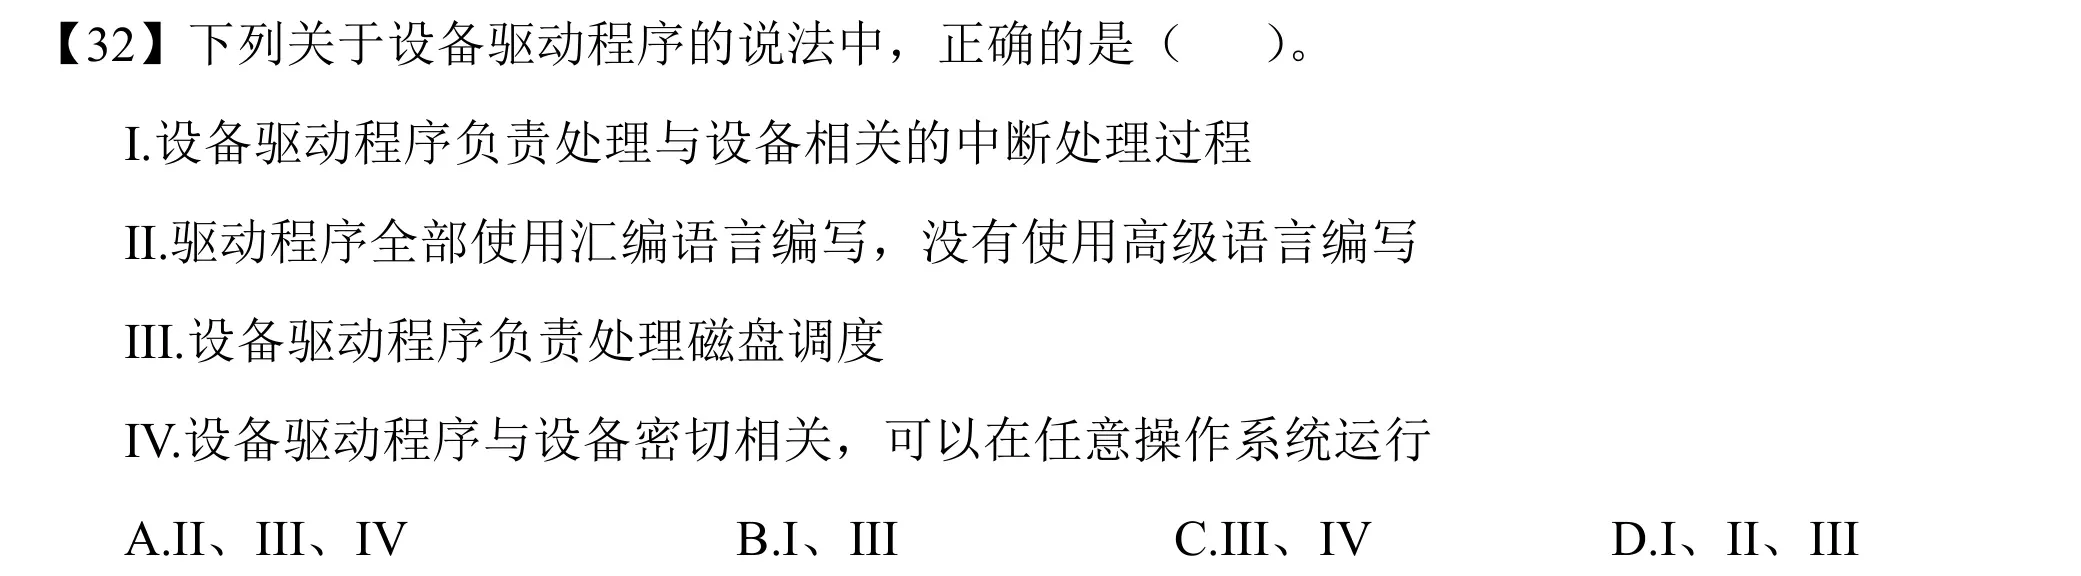 【32】下列关于设备驱动程序的说法中，正确的是（　　）。
I.设备驱动程序负责处理与设备相关的中断处理过程
II.驱动程序全部使用汇编语言编写，没有使用高级语言编写
III.设备驱动程序负责处理磁盘调度
IV.设备驱动程序与设备密切相关，可以在任意操作系统运行
A.II、III、IV　　B.I、III　　C.III、IV　　D.I、II、III